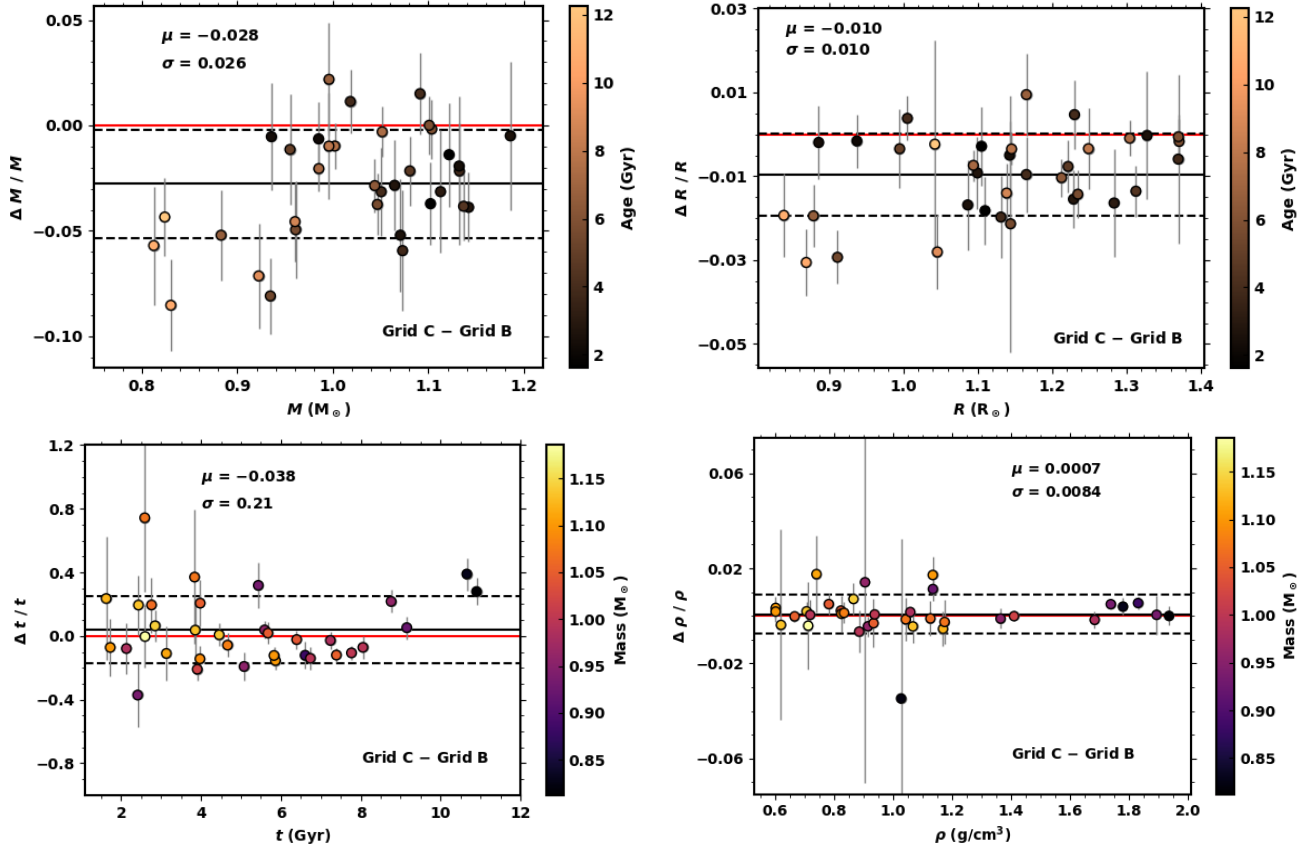 0.05
0.00
−0.05
−0.10
Δ M / M
μ = −0.028
σ = 0.026
Grid C − Grid B
0.8 0.9 1.0 1.1 1.2
M (M⊙)
12
10
8
6
4
2
Age (Gyr)
0.03
0.01
−0.01
−0.03
−0.05
Δ R / R
μ = −0.010
σ = 0.010
Grid C − Grid B
0.9 1.0 1.1 1.2 1.3 1.4
R (R⊙)
12
10
8
6
4
2
Age (Gyr)
1.2
0.8
0.4
0.0
−0.4
−0.8
Δ t / t
μ = −0.038
σ = 0.21
Grid C − Grid B
2 4 6 8 10 12
t (Gyr)
1.15
1.10
1.05
1.00
0.95
0.90
0.85
Mass (M⊙)
0.06
0.02
−0.02
−0.06
Δ ρ / ρ
μ = 0.0007
σ = 0.0084
Grid C − Grid B
0.6 0.8 1.0 1.2 1.4 1.6 1.8 2.0
ρ (g/cm³)
1.15
1.10
1.05
1.00
0.95
0.90
0.85
Mass (M⊙)